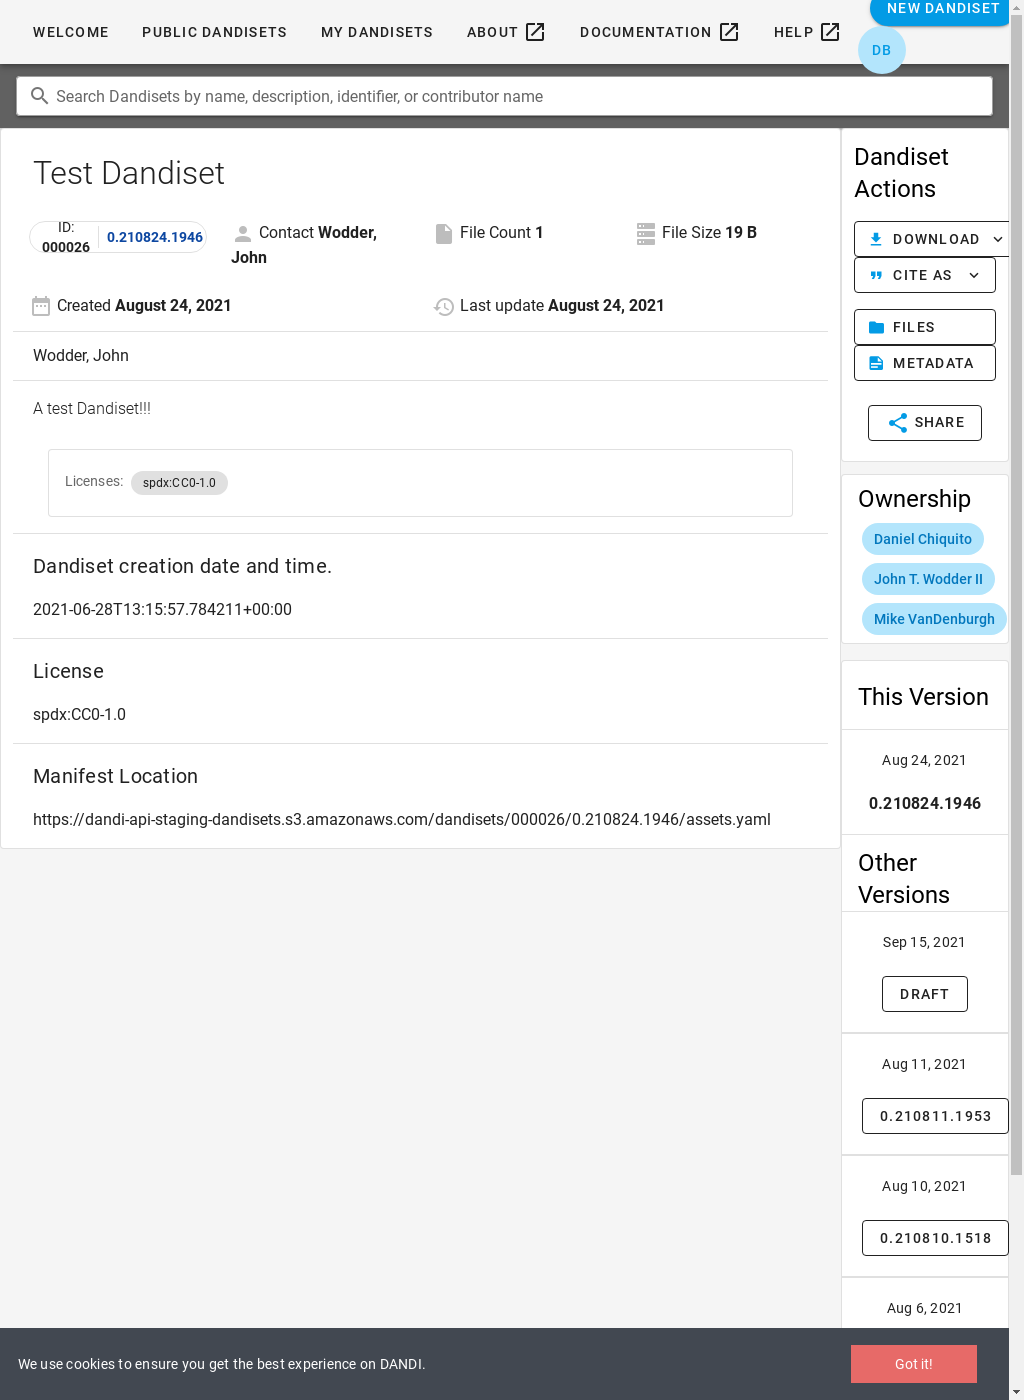 WELCOME PUBLIC DANDISETS MY DANDISETS ABOUT DOCUMENTATION HELP NEW DANDISET
DB
Search Dandisets by name, description, identifier, or contributor name
Test Dandiset
ID: 000026 0.210824.1946
Contact Wodder, John
File Count 1
File Size 19 B
Created August 24, 2021
Last update August 24, 2021
Wodder, John
A test Dandiset!!!
Licenses: spdx:CC0-1.0
Dandiset creation date and time.
2021-06-28T13:15:57.784211+00:00
License
spdx:CC0-1.0
Manifest Location
https://dandi-api-staging-dandisets.s3.amazonaws.com/dandisets/000026/0.210824.1946/assets.yaml
Dandiset
Actions
DOWNLOAD
CITE AS
FILES
METADATA
SHARE
Ownership
Daniel Chiquito
John T. Wodder II
Mike VanDenburgh
This Version
Aug 24, 2021
0.210824.1946
Other
Versions
Sep 15, 2021
DRAFT
Aug 11, 2021
0.210811.1953
Aug 10, 2021
0.210810.1518
Aug 6, 2021
We use cookies to ensure you get the best experience on DANDI.
Got it!